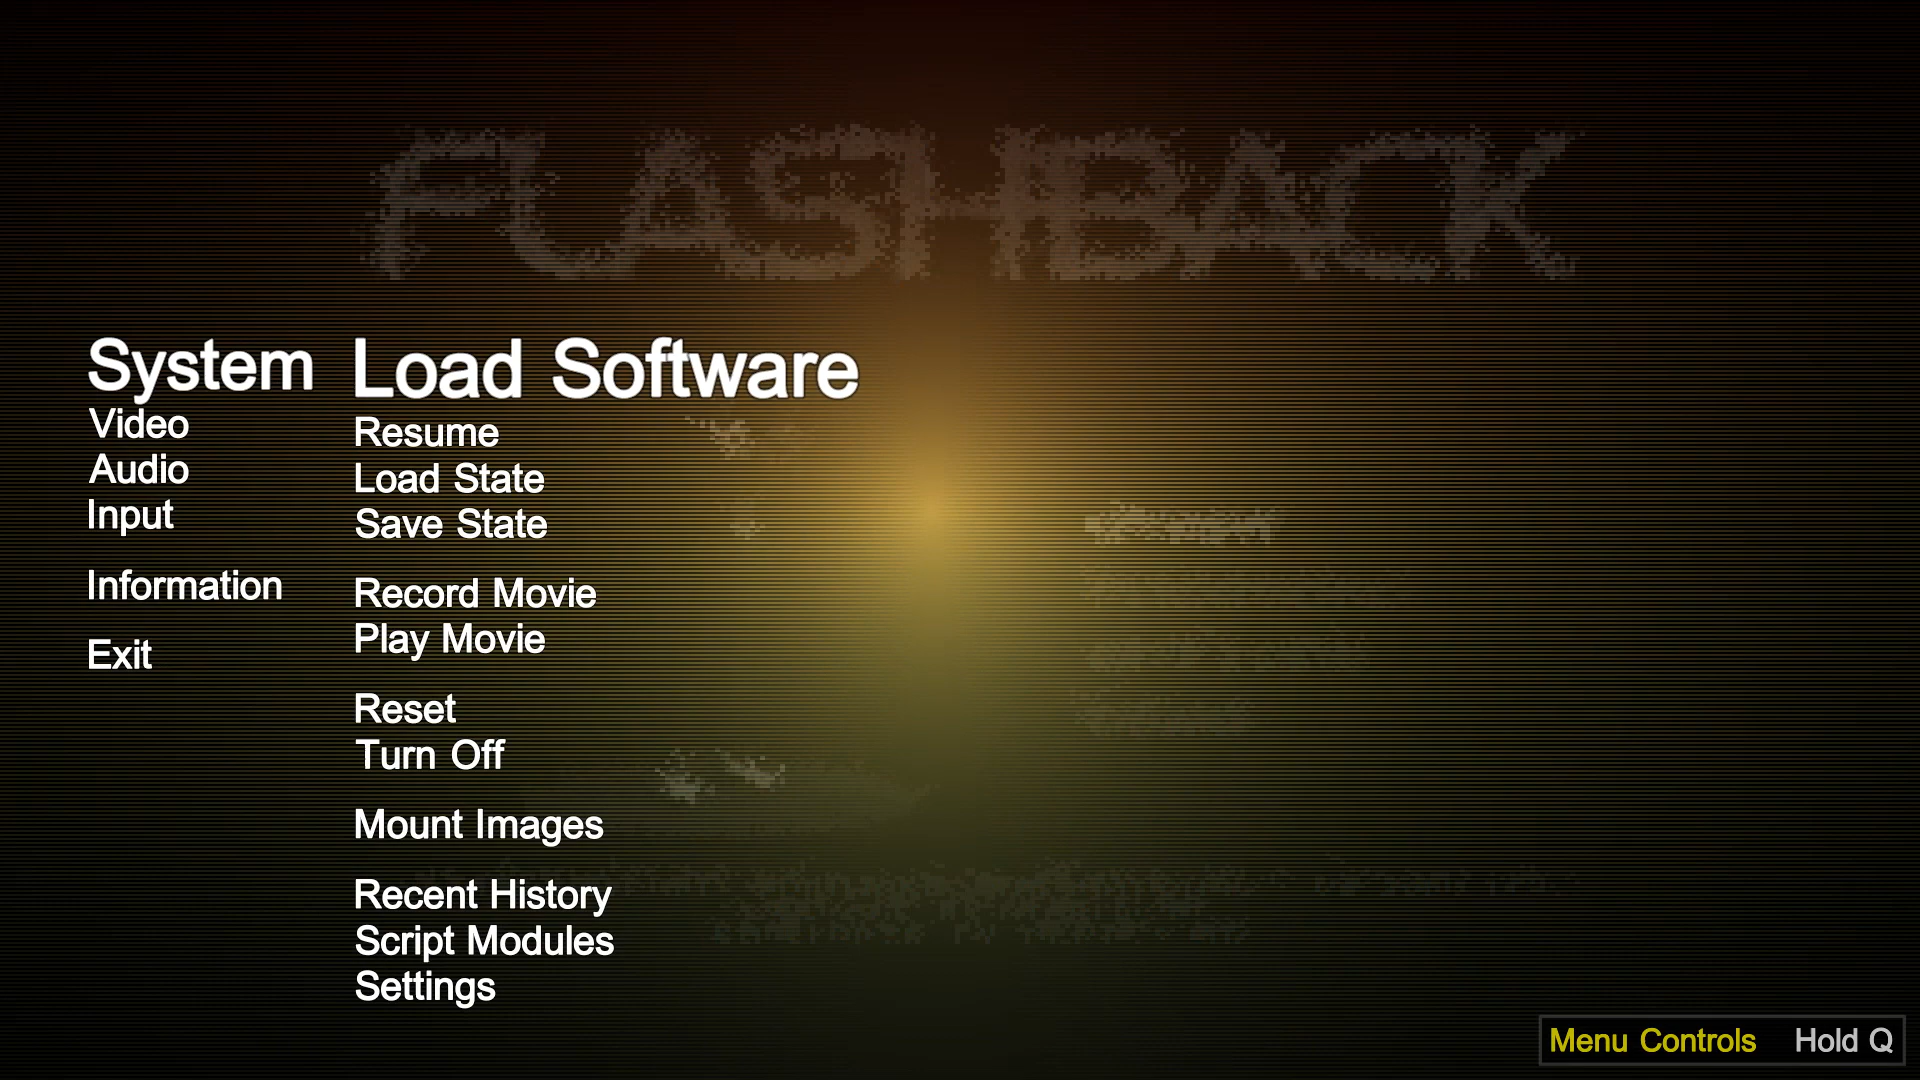 FLASHBACK
System
Video
Audio
Input
Information
Exit
Load Software
Resume
Load State
Save State
Record Movie
Play Movie
Reset
Turn Off
Mount Images
Recent History
Script Modules
Settings
Menu Controls Hold Q